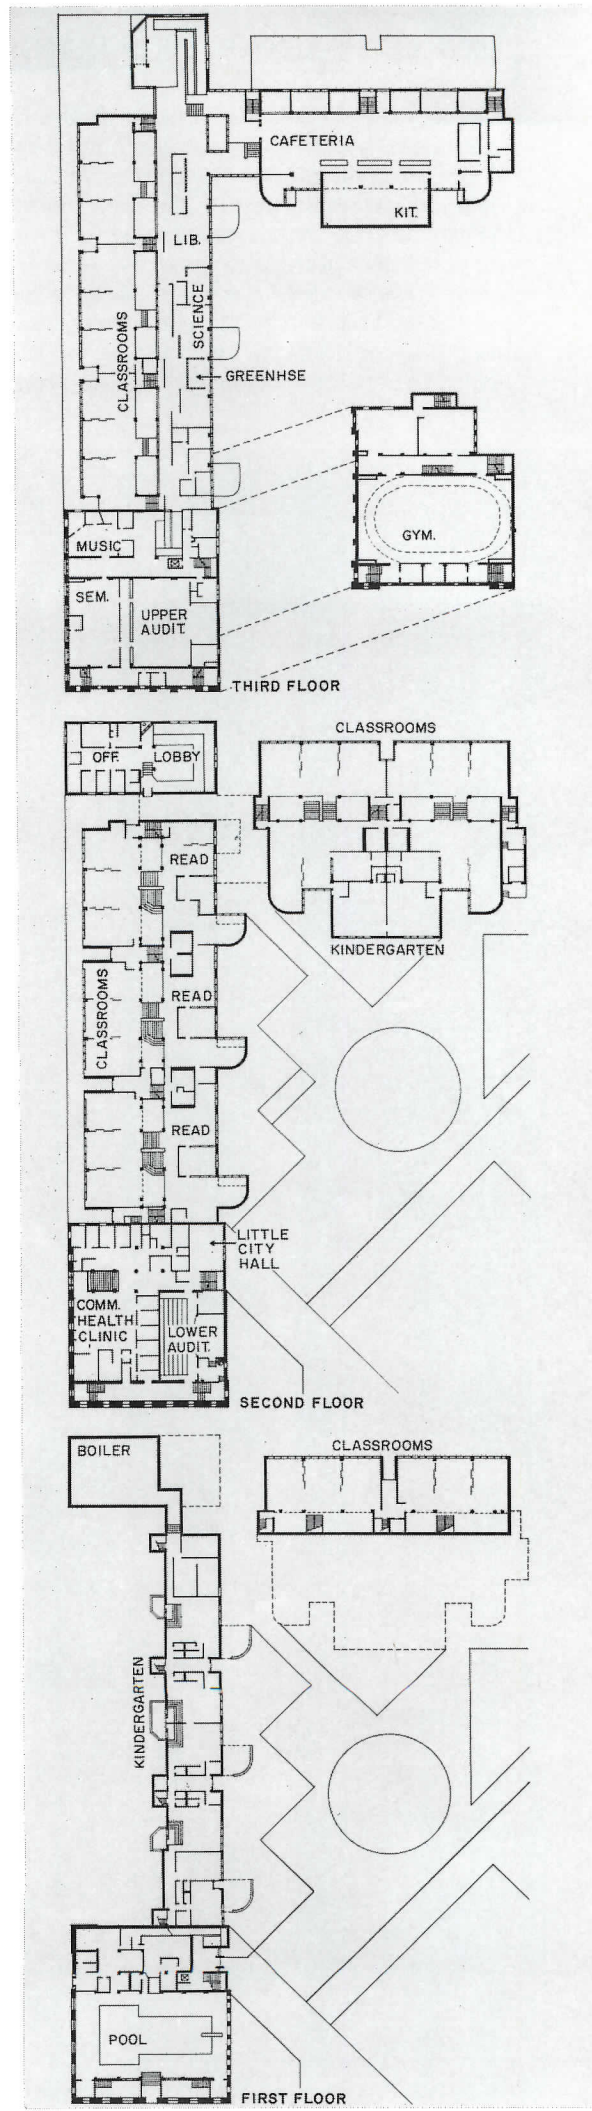 CAFETERIA
KIT.
LIB.
SCIENCE
CLASSROOMS
GREENHSE
GYM.
MUSIC
SEM.
UPPER
AUDIT.
THIRD FLOOR
CLASSROOMS
OFF.
LOBBY
READ
KINDERGARTEN
CLASSROOMS
READ
READ
LITTLE
CITY
HALL
COMM.
HEALTH
CLINIC
LOWER
AUDIT.
SECOND FLOOR
CLASSROOMS
BOILER
KINDERGARTEN
POOL
FIRST FLOOR